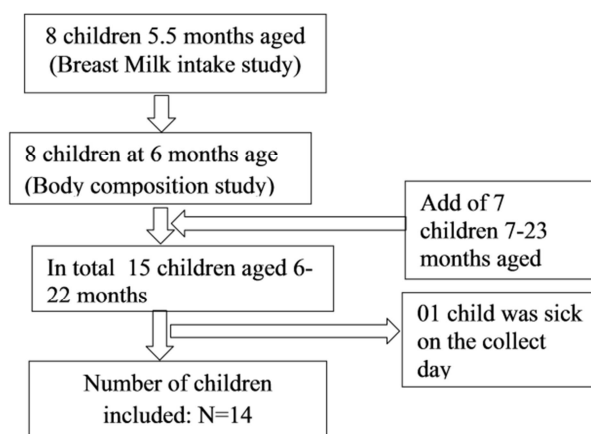 8 children 5.5 months aged
(Breast Milk intake study)
8 children at 6 months age
(Body composition study)
Add of 7
children 7-23
months aged
In total 15 children aged 6-
22 months
01 child was sick
on the collect
day
Number of children
included: N=14